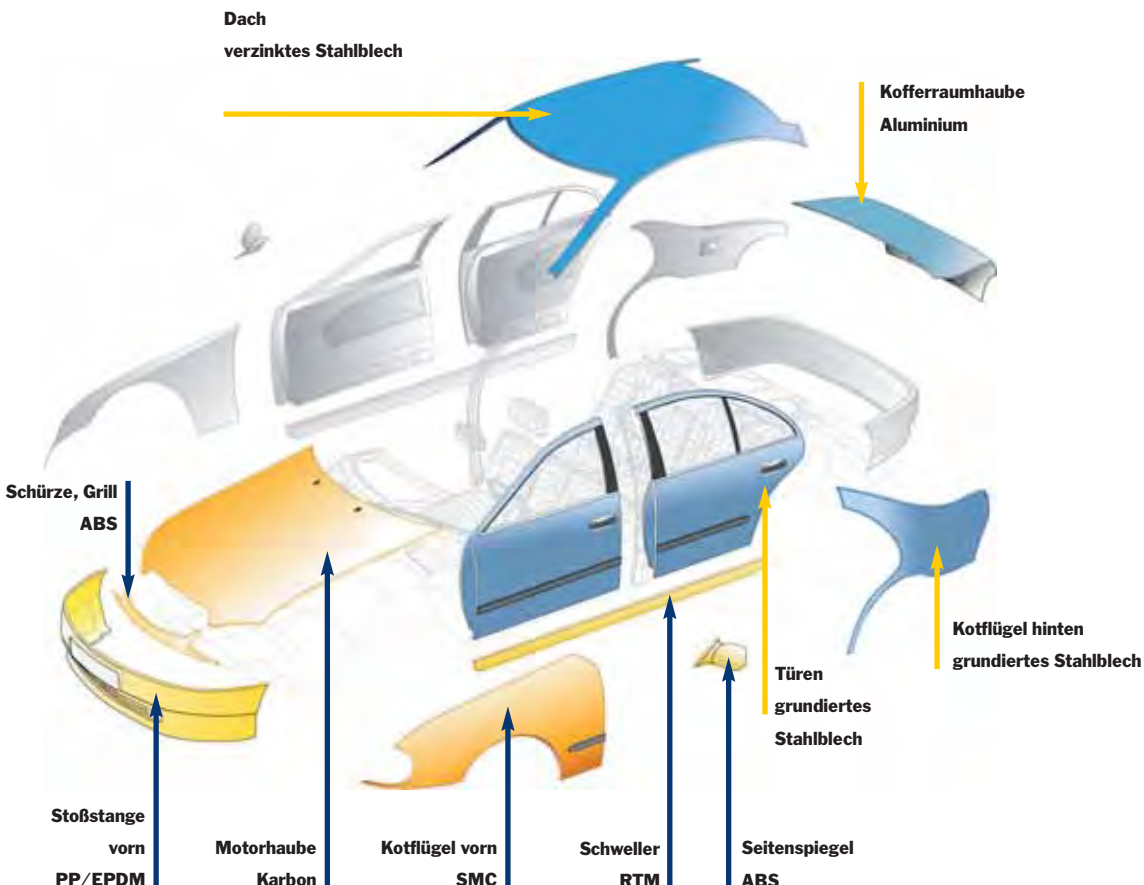 Dach
verzinktes Stahlblech
Kofferraumhaube
Aluminium
Schürze, Grill
ABS
Kotflügel hinten
grundiertes Stahlblech
Türen
grundiertes
Stahlblech
Stoßstange
vorn
PP/EPDM
Motorhaube
Karbon
Kotflügel vorn
SMC
Schweller
RTM
Seitenspiegel
ABS